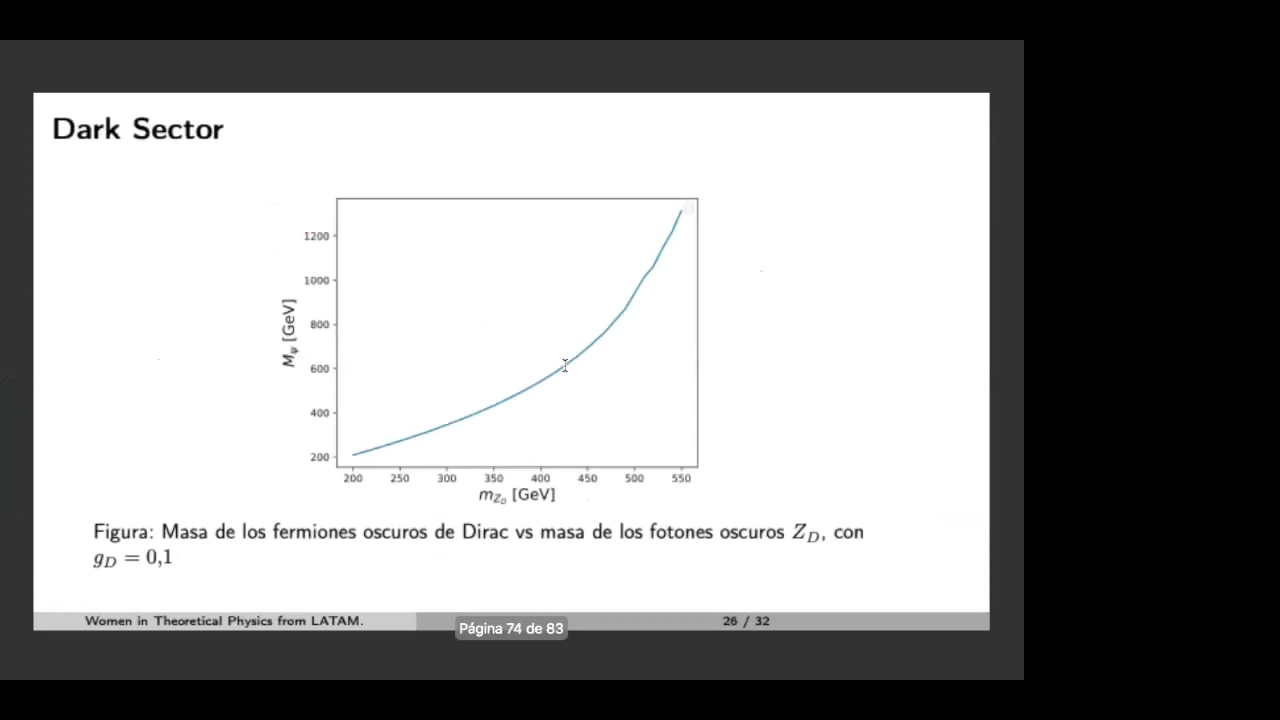 Dark Sector
1200
1000
800
600
400
200
M_ψ [GeV]
200 250 300 350 400 450 500 550
m_{Z_D} [GeV]
Figura: Masa de los fermiones oscuros de Dirac vs masa de los fotones oscuros Z_D, con
g_D = 0,1
Women in Theoretical Physics from LATAM.
Página 74 de 83
26 / 32